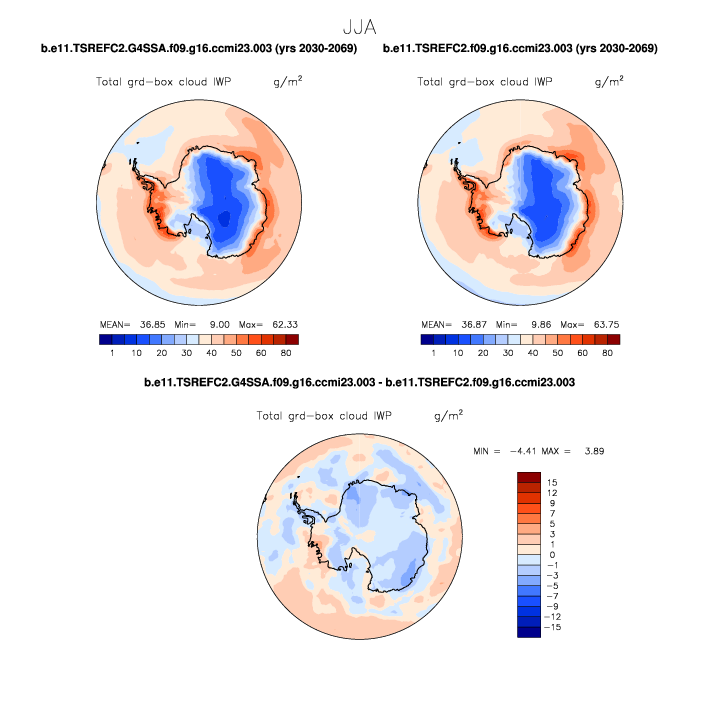 JJA
b.e11.TSREFC2.G4SSA.f09.g16.ccmi23.003 (yrs 2030-2069)
b.e11.TSREFC2.f09.g16.ccmi23.003 (yrs 2030-2069)
Total grd-box cloud IWP g/m²
Total grd-box cloud IWP g/m²
MEAN= 36.85 Min= 9.00 Max= 62.33
MEAN= 36.87 Min= 9.86 Max= 63.75
1 10 20 30 40 50 60 80
1 10 20 30 40 50 60 80
b.e11.TSREFC2.G4SSA.f09.g16.ccmi23.003 - b.e11.TSREFC2.f09.g16.ccmi23.003
Total grd-box cloud IWP g/m²
MIN = -4.41 MAX = 3.89
15
12
9
7
5
3
1
0
-1
-3
-5
-7
-9
-12
-15